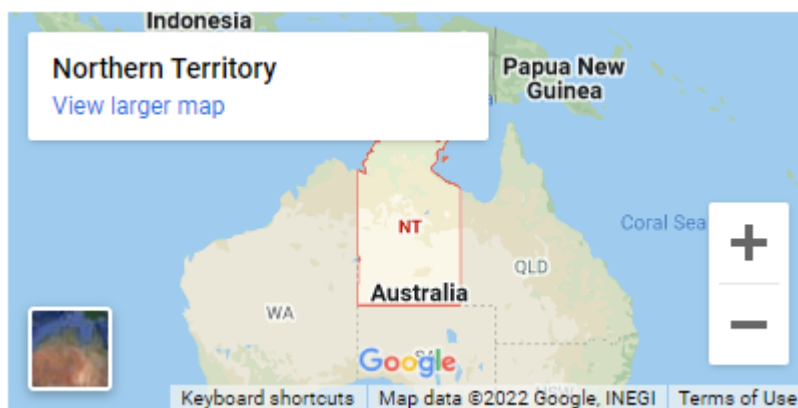 Indonesia
Northern Territory
View larger map
Papua New
Guinea
Coral Sea
NT
QLD
Australia
WA
Google
Keyboard shortcuts
Map data ©2022 Google, INEGI
Terms of Use